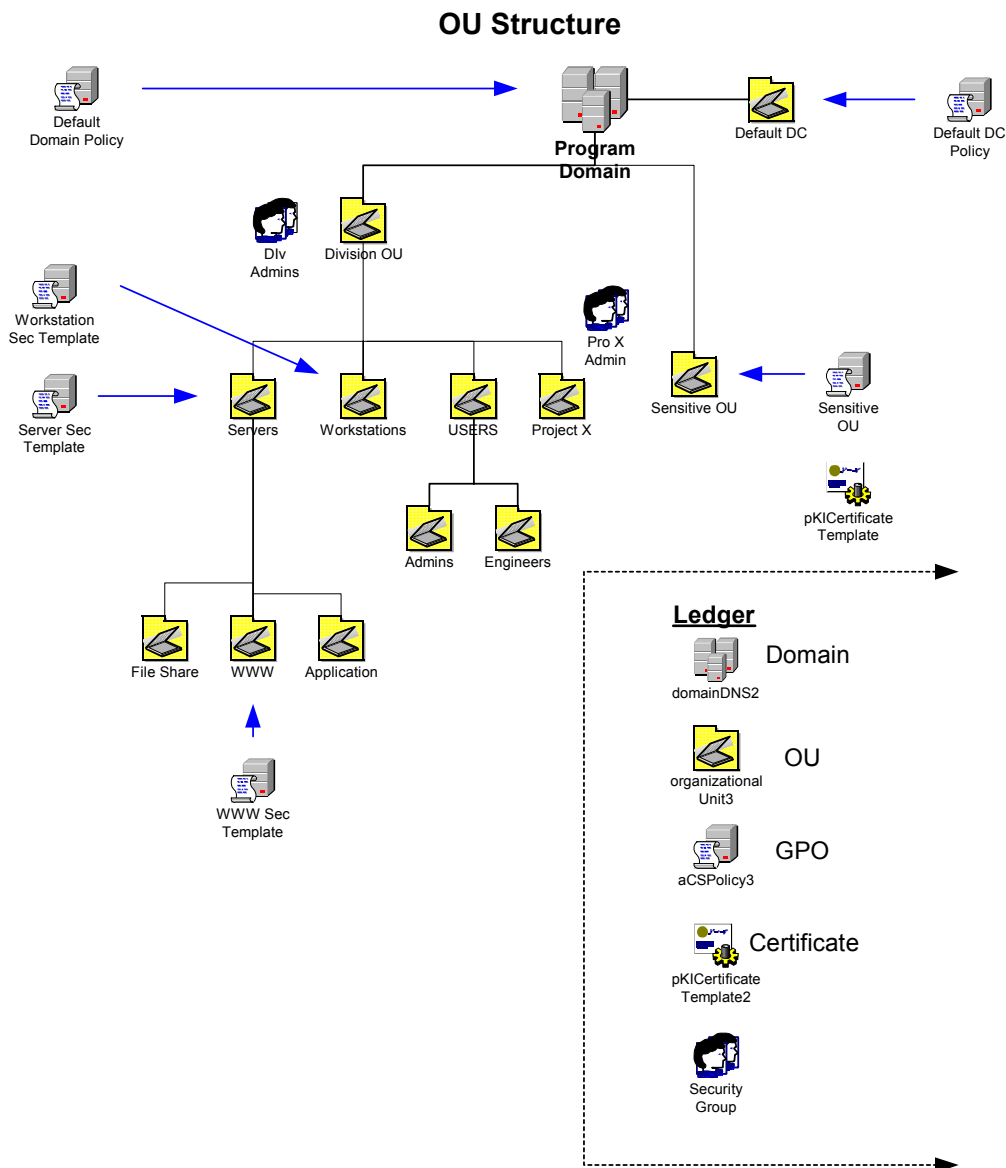 OU Structure
Default
Domain Policy
Program
Domain
Default DC
Default DC
Policy
DIv
Admins
Division OU
Workstation
Sec Template
Pro X
Admin
Server Sec
Template
Servers
Workstations
USERS
Project X
Sensitive OU
Sensitive
OU
pKICertificate
Template
Admins
Engineers
File Share
WWW
Application
WWW Sec
Template
Ledger
Domain
domainDNS2
OU
organizational
Unit3
GPO
aCSPolicy3
Certificate
pKICertificate
Template2
Security
Group